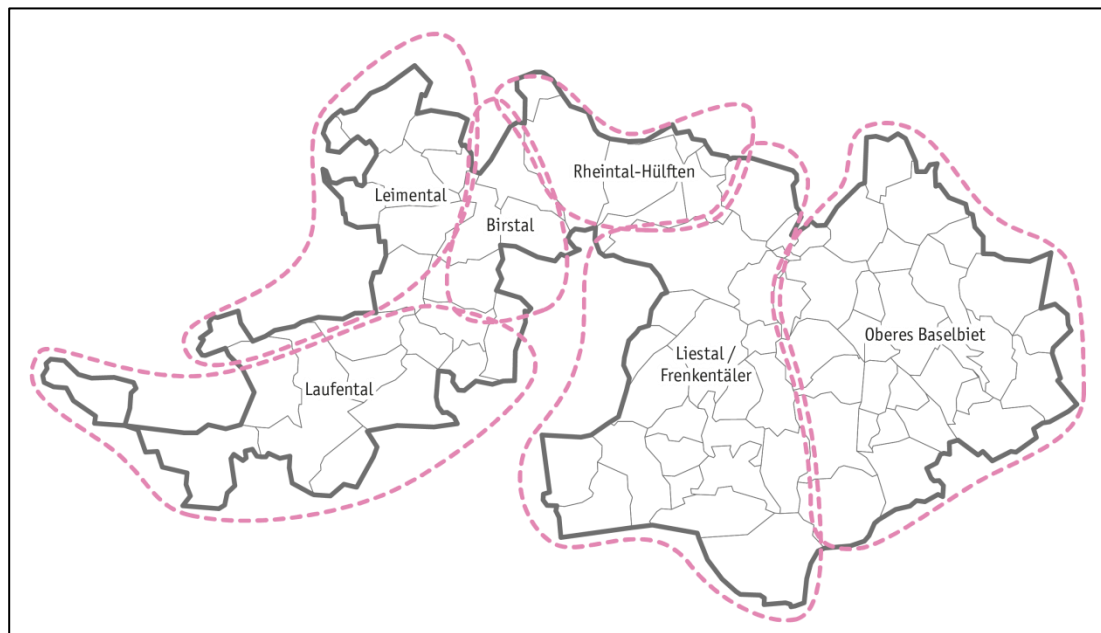 Rheintal-Hülften
Leimental
Birstal
Liestal /
Frenkentäler
Oberes Baselbiet
Laufental